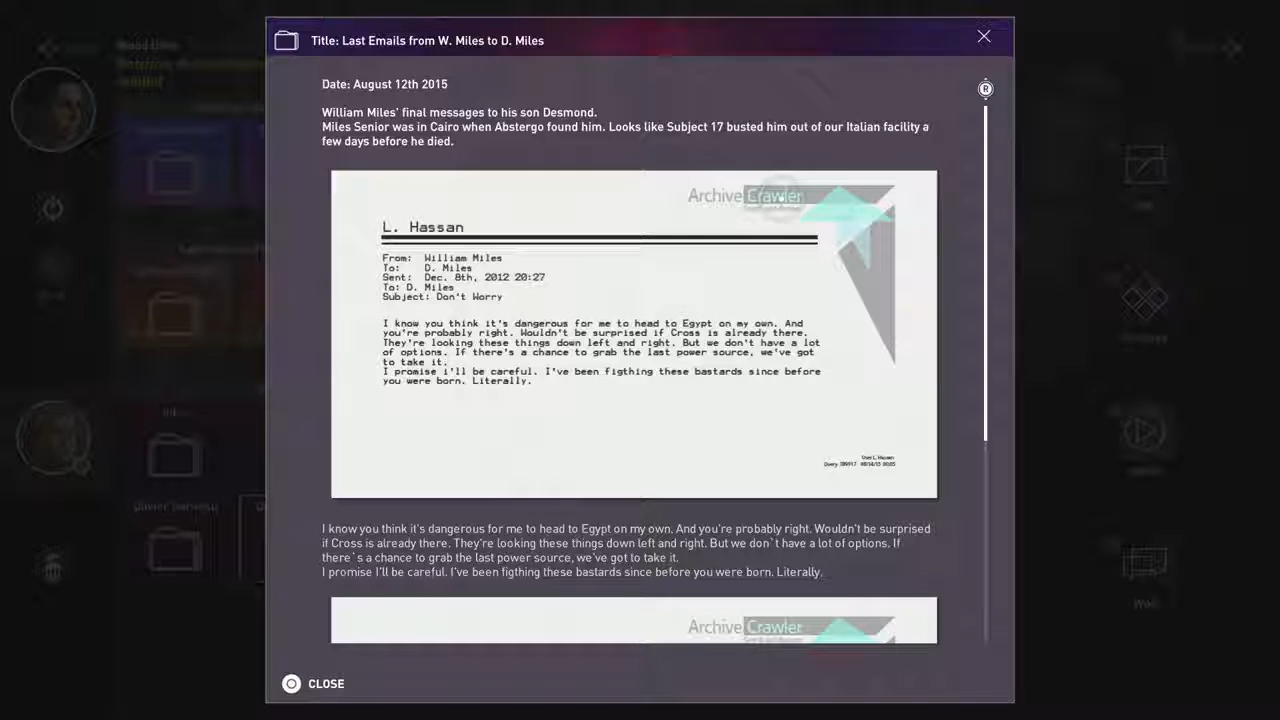 Title: Last Emails from W. Miles to D. Miles
Date: August 12th 2015
William Miles' final messages to his son Desmond.
Miles Senior was in Cairo when Abstergo found him. Looks like Subject 17 busted him out of our Italian facility a
few days before he died.
R
Archive Crawler
L. Hassan
From: William Miles
To: D. Miles
Sent: Dec. 8th, 2012 20:27
To: D. Miles
Subject: Don't Worry
I know you think it's dangerous for me to head to Egypt on my own. And
you're probably right. Wouldn't be surprised if Cross is already there.
They're looking these things down left and right. But we don't have a lot
of options. If there's a chance to grab the last power source, we've got
to take it.
I promise i'll be careful. I've been figthing these bastards since before
you were born. Literally.
User L. Hassan
I know you think it's dangerous for me to head to Egypt on my own. And you're probably right. Wouldn't be surprised
if Cross is already there. They're looking these things down left and right. But we don`t have a lot of options. If
there`s a chance to grab the last power source, we've got to take it.
I promise I'll be careful. I've been figthing these bastards since before you were born. Literally.
Archive Crawler
CLOSE